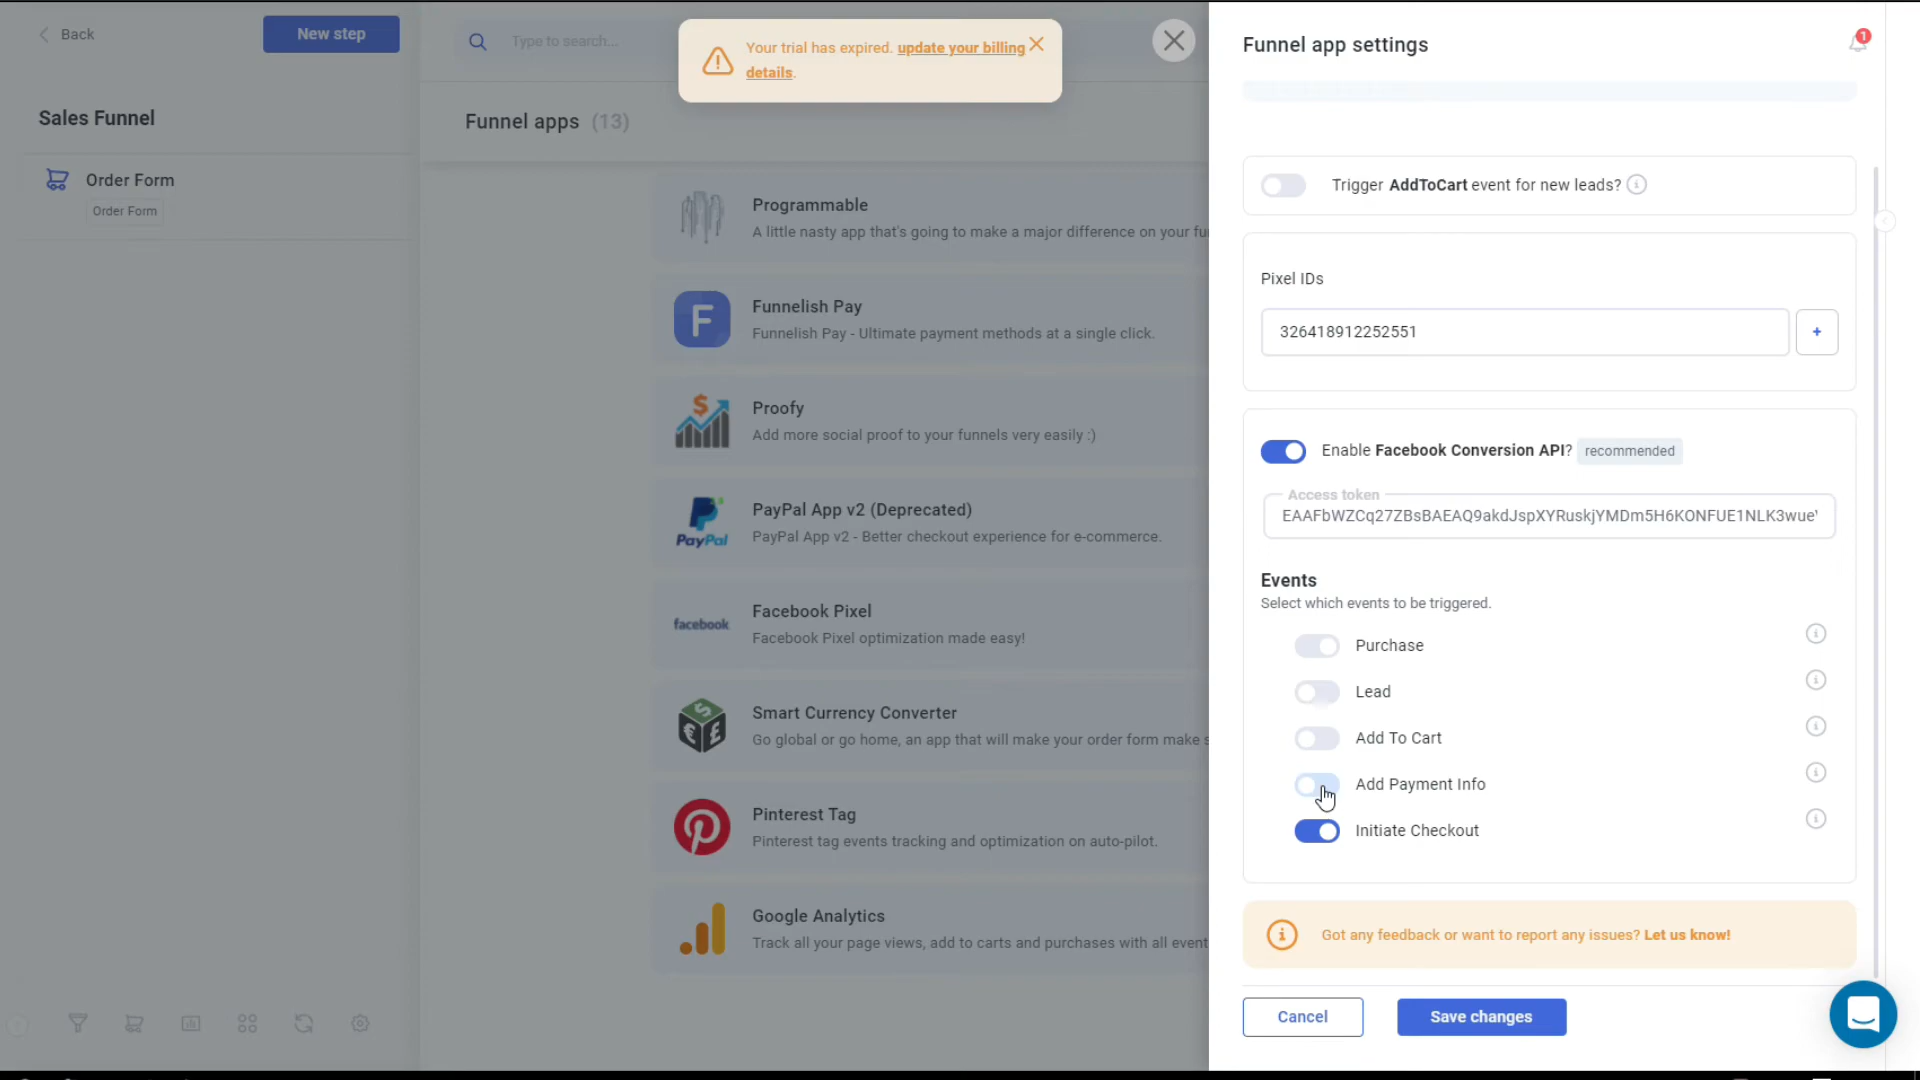 Back
New step
Type to search...
Your trial has expired. update your billing
details.
Funnel app settings
1
Sales Funnel
Funnel apps (13)
Order Form
Order Form
Programmable
A little nasty app that's going to make a major difference on your fu
F
Funnelish Pay
Funnelish Pay - Ultimate payment methods at a single click.
Proofy
Add more social proof to your funnels very easily :)
PayPal
PayPal App v2 (Deprecated)
PayPal App v2 - Better checkout experience for e-commerce.
facebook
Facebook Pixel
Facebook Pixel optimization made easy!
Smart Currency Converter
Go global or go home, an app that will make your order form make s
Pinterest Tag
Pinterest tag events tracking and optimization on auto-pilot.
Google Analytics
Track all your page views, add to carts and purchases with all event
Trigger AddToCart event for new leads?
Pixel IDs
326418912252551
+
Enable Facebook Conversion API? recommended
Access token
EAAFbWZCq27ZBsBAEAQ9akdJspXYRuskjYMDm5H6KONFUE1NLK3wue
Events
Select which events to be triggered.
Purchase
Lead
Add To Cart
Add Payment Info
Initiate Checkout
Got any feedback or want to report any issues? Let us know!
Cancel
Save changes